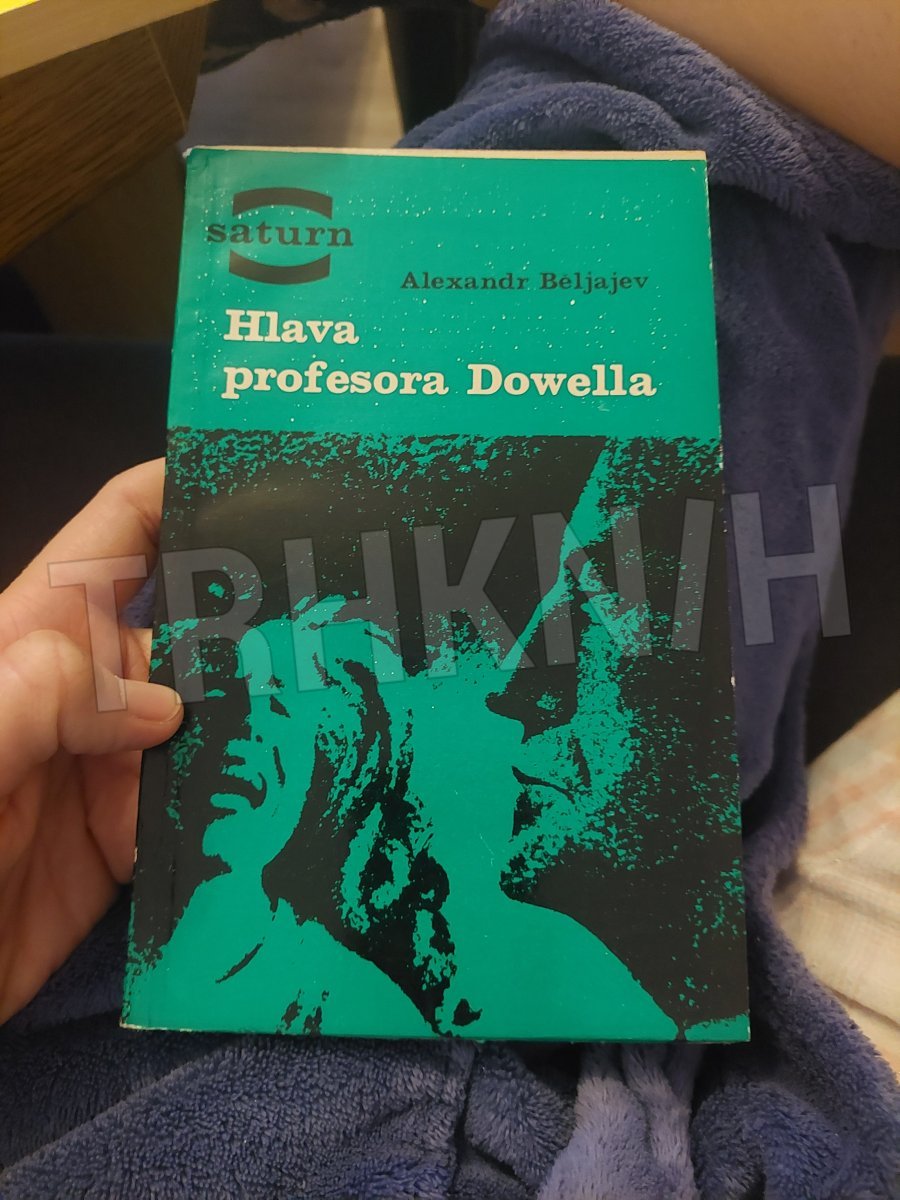 saturn
Alexandr Běljajev
Hlava
profesora Dowella
TRHKNIH